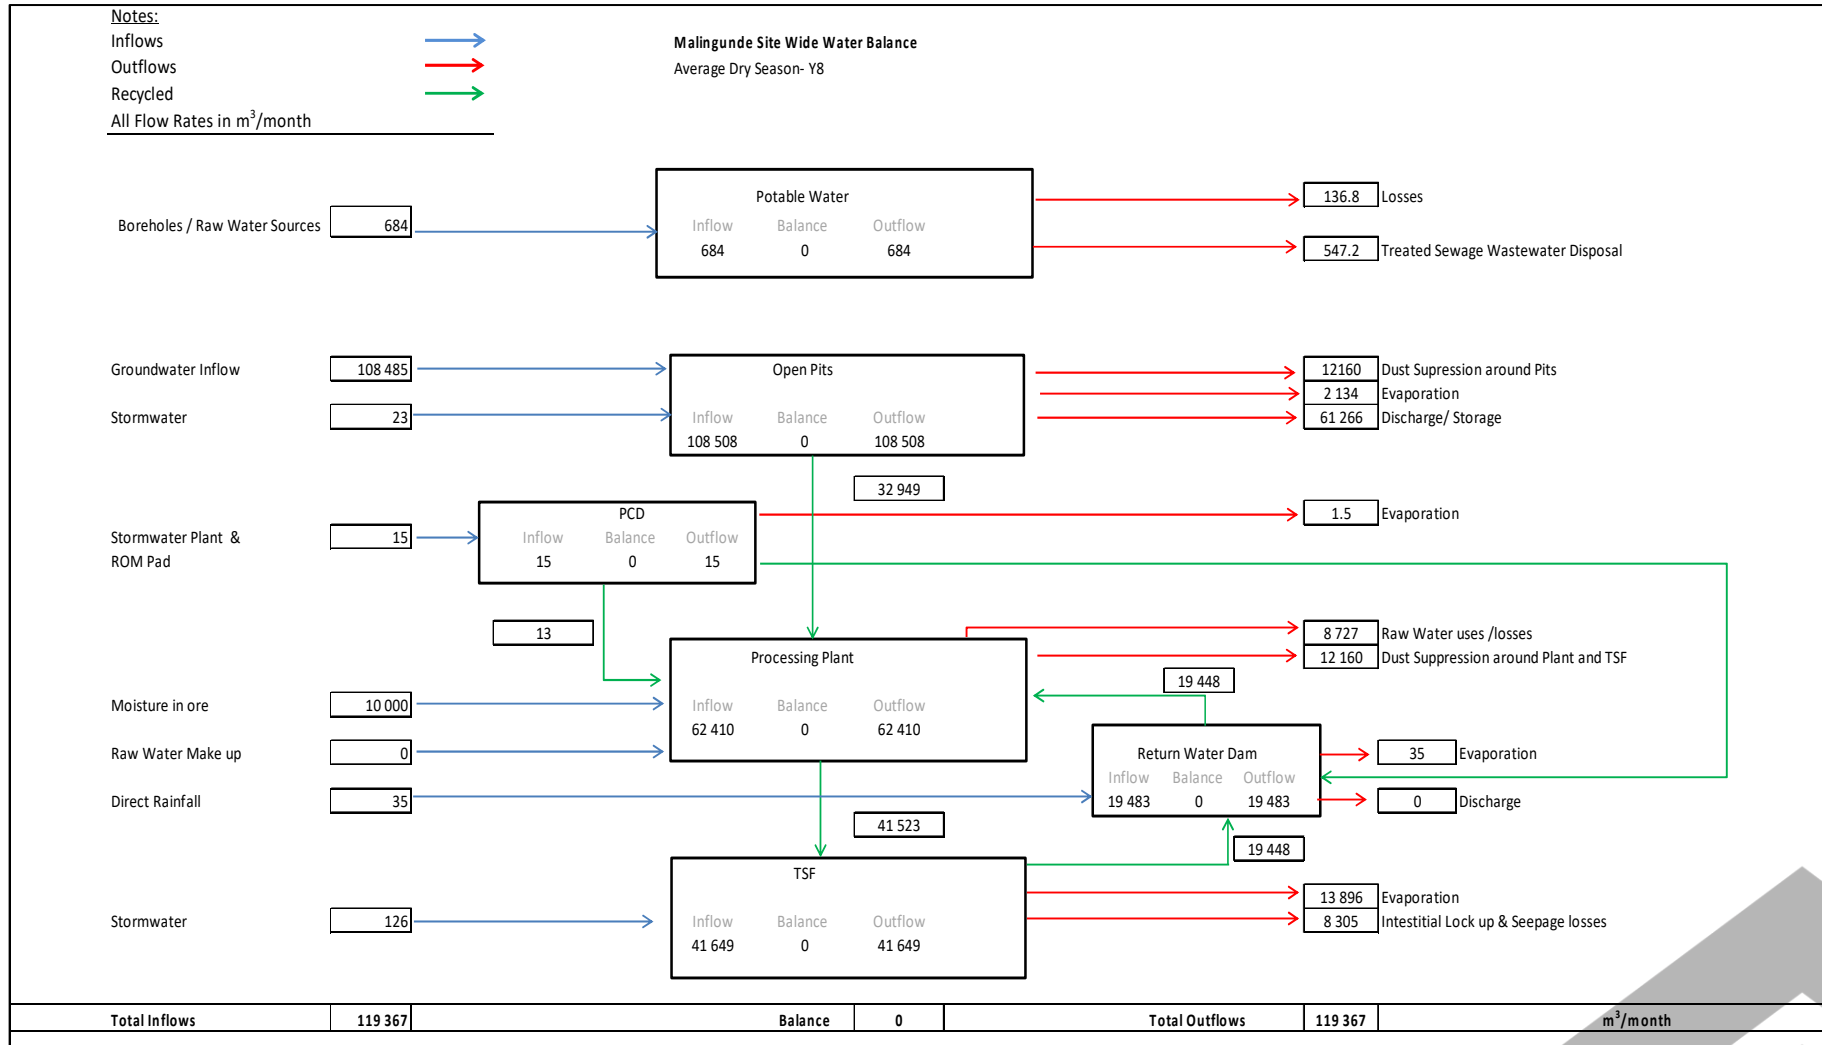 Notes:
Inflows
Outflows
Recycled
All Flow Rates in m³/month
Malingunde Site Wide Water Balance
Average Dry Season- Y8
Boreholes / Raw Water Sources 684
Potable Water
Inflow Balance Outflow
684 0 684
136.8 Losses
547.2 Treated Sewage Wastewater Disposal
Groundwater Inflow 108 485
Stormwater 23
Open Pits
Inflow Balance Outflow
108 508 0 108 508
12160 Dust Supression around Pits
2 134 Evaporation
61 266 Discharge/ Storage
32 949
Stormwater Plant &
ROM Pad
15
PCD
Inflow Balance Outflow
15 0 15
1.5 Evaporation
13
Processing Plant
Inflow Balance Outflow
62 410 0 62 410
8 727 Raw Water uses /losses
12 160 Dust Suppression around Plant and TSF
19 448
Moisture in ore 10 000
Raw Water Make up 0
Direct Rainfall 35
Return Water Dam
Inflow Balance Outflow
19 483 0 19 483
35 Evaporation
0 Discharge
41 523
19 448
TSF
Inflow Balance Outflow
41 649 0 41 649
Stormwater 126
13 896 Evaporation
8 305 Intestitial Lock up & Seepage losses
Total Inflows 119 367 Balance 0 Total Outflows 119 367 m³/month